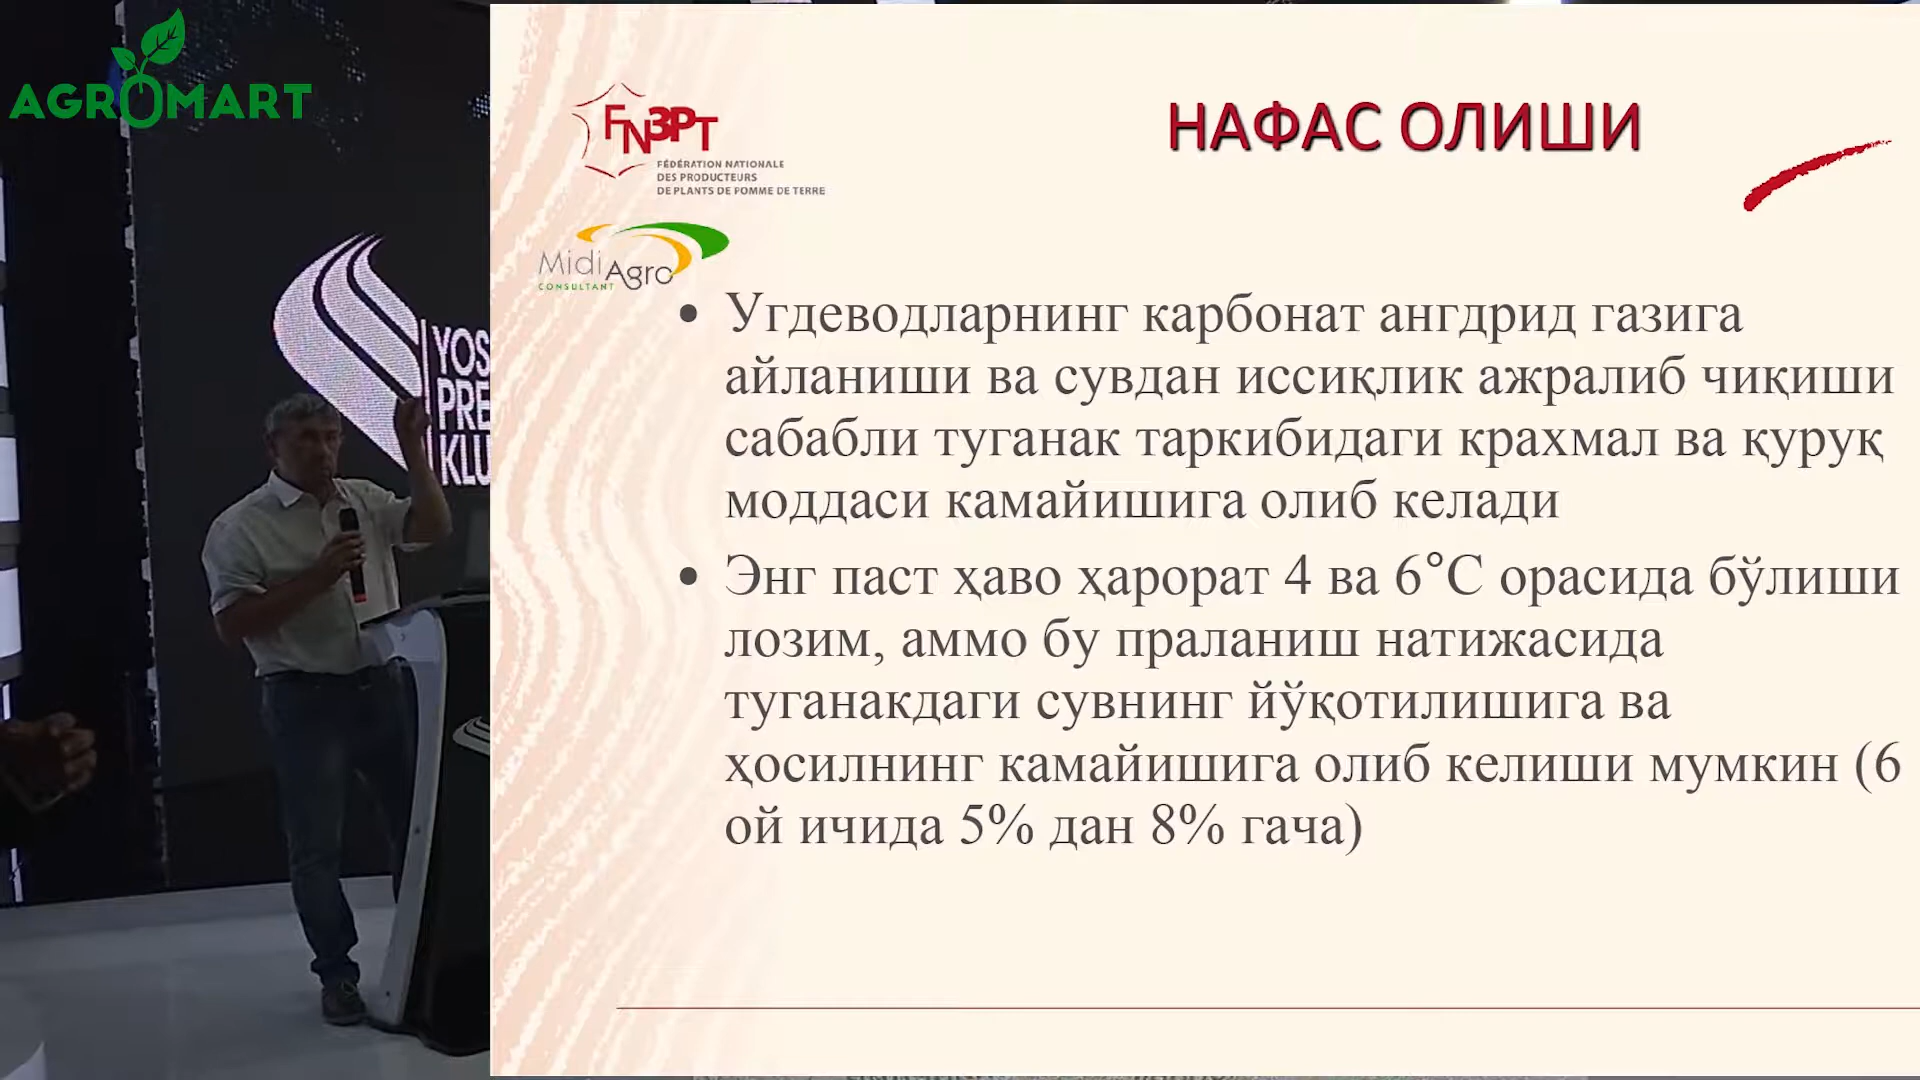 AGROMART
YOS
PRE
KLU
FN3PT
FÉDÉRATION NATIONALE
DES PRODUCTEURS
DE PLANTS DE POMME DE TERRE
MidiAgro
CONSULTANT
НАФАС ОЛИШИ
• Угдеводларнинг карбонат ангдрид газига
айланиши ва сувдан иссиқлик ажралиб чиқиши
сабабли туганак таркибидаги крахмал ва қуруқ
моддаси камайишига олиб келади
• Энг паст ҳаво ҳарорат 4 ва 6°С орасида бўлиши
лозим, аммо бу праланиш натижасида
туганакдаги сувнинг йўқотилишига ва
ҳосилнинг камайишига олиб келиши мумкин (6
ой ичида 5% дан 8% гача)